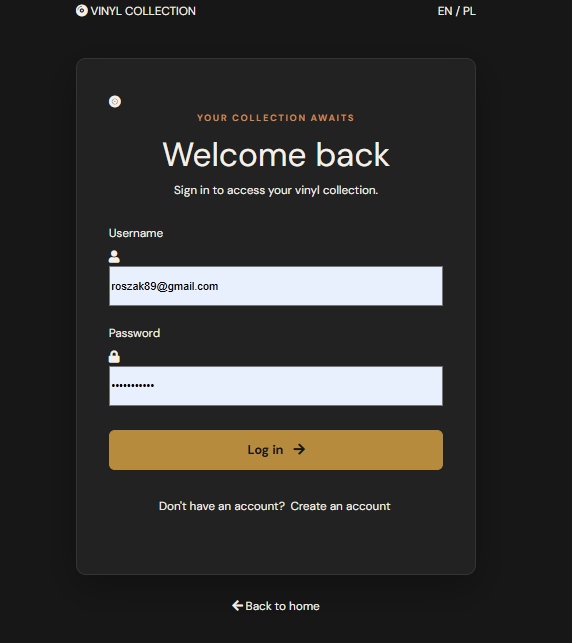 VINYL COLLECTION EN / PL
YOUR COLLECTION AWAITS
Welcome back
Sign in to access your vinyl collection.
Username
roszak89@gmail.com
Password
•••••••••••
Log in →
Don't have an account? Create an account
← Back to home